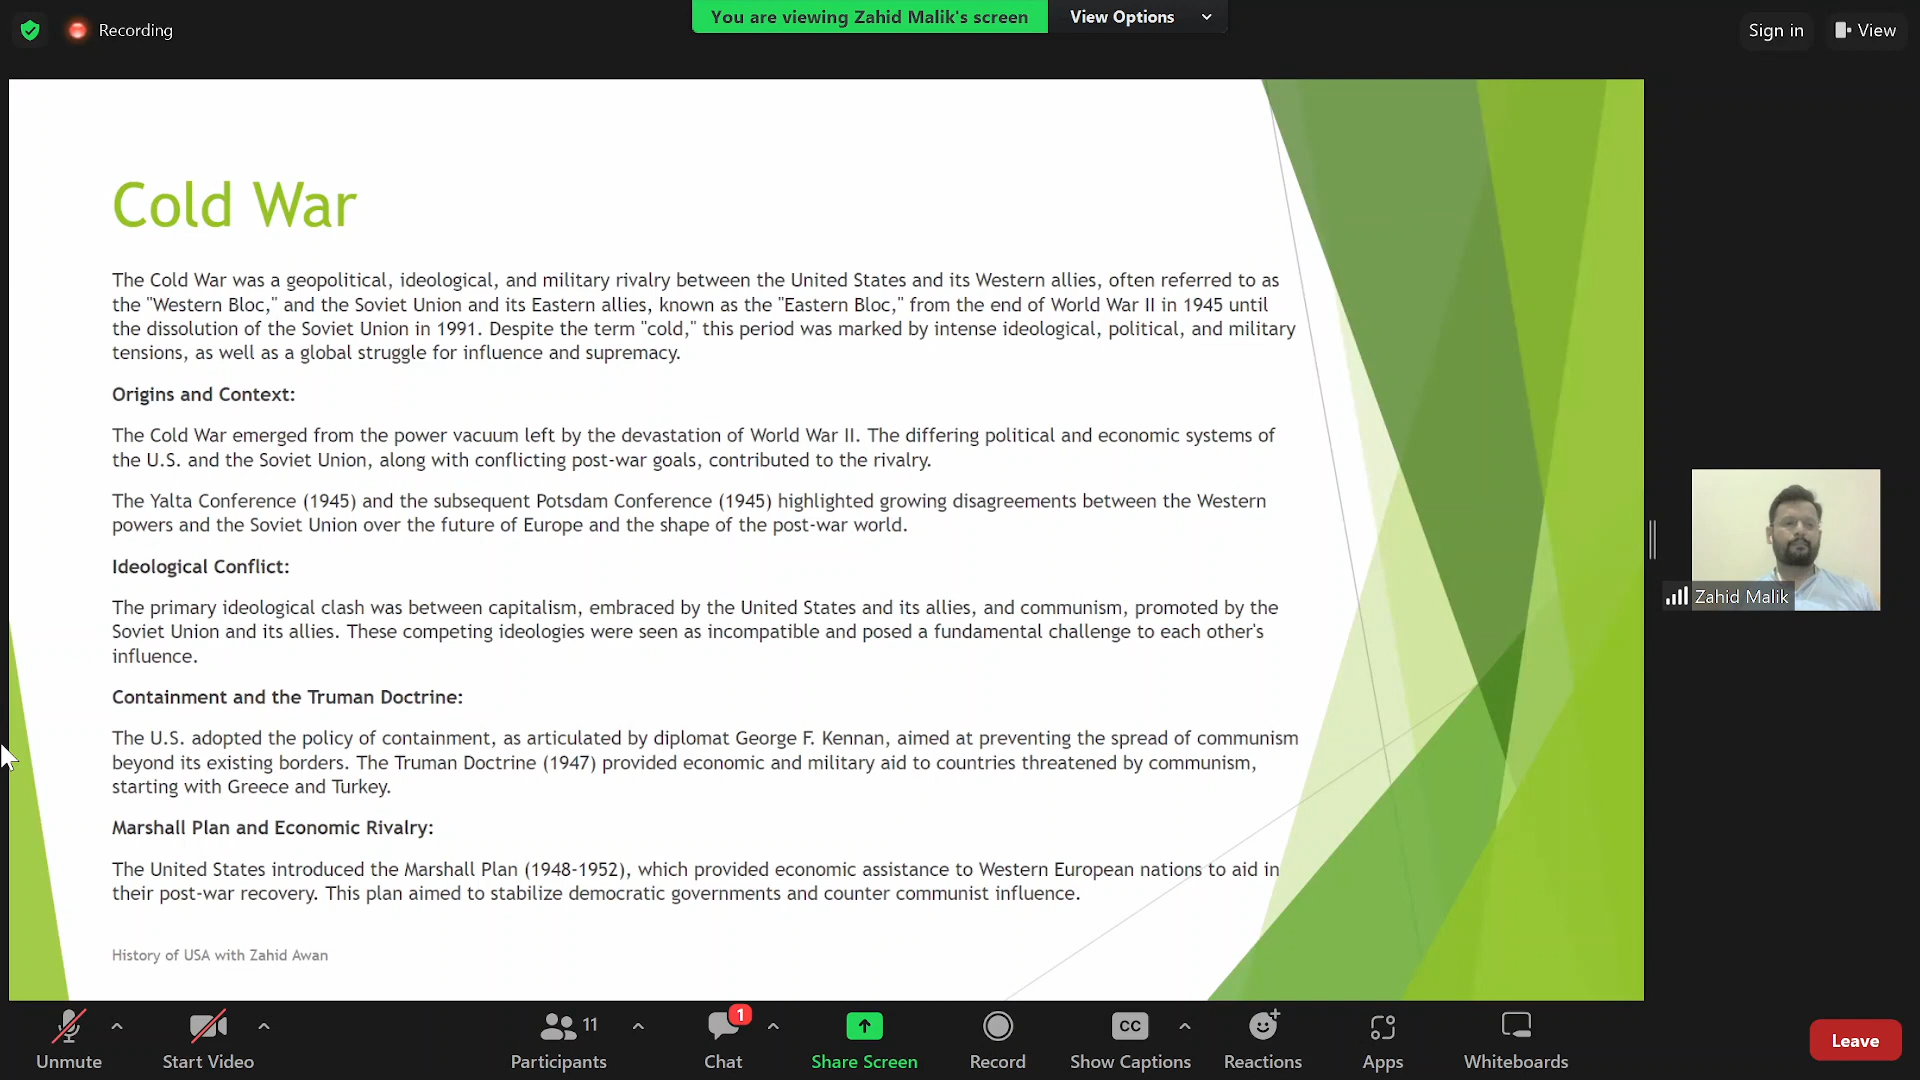 Recording
You are viewing Zahid Malik's screen
View Options
Sign in
View
Cold War
The Cold War was a geopolitical, ideological, and military rivalry between the United States and its Western allies, often referred to as
the "Western Bloc," and the Soviet Union and its Eastern allies, known as the "Eastern Bloc," from the end of World War II in 1945 until
the dissolution of the Soviet Union in 1991. Despite the term "cold," this period was marked by intense ideological, political, and military
tensions, as well as a global struggle for influence and supremacy.
Origins and Context:
The Cold War emerged from the power vacuum left by the devastation of World War II. The differing political and economic systems of
the U.S. and the Soviet Union, along with conflicting post-war goals, contributed to the rivalry.
The Yalta Conference (1945) and the subsequent Potsdam Conference (1945) highlighted growing disagreements between the Western
powers and the Soviet Union over the future of Europe and the shape of the post-war world.
Ideological Conflict:
The primary ideological clash was between capitalism, embraced by the United States and its allies, and communism, promoted by the
Soviet Union and its allies. These competing ideologies were seen as incompatible and posed a fundamental challenge to each other's
influence.
Containment and the Truman Doctrine:
The U.S. adopted the policy of containment, as articulated by diplomat George F. Kennan, aimed at preventing the spread of communism
beyond its existing borders. The Truman Doctrine (1947) provided economic and military aid to countries threatened by communism,
starting with Greece and Turkey.
Marshall Plan and Economic Rivalry:
The United States introduced the Marshall Plan (1948-1952), which provided economic assistance to Western European nations to aid in
their post-war recovery. This plan aimed to stabilize democratic governments and counter communist influence.
History of USA with Zahid Awan
Zahid Malik
Unmute
Start Video
11
Participants
1
Chat
Share Screen
Record
CC
Show Captions
Reactions
Apps
Whiteboards
Leave